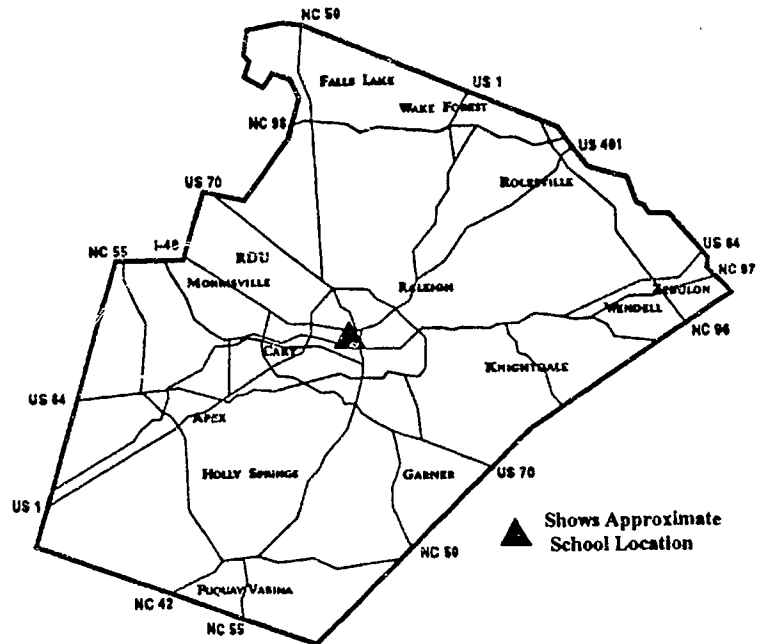 NC 50
FALLS LAKE
US 1
WAKE FOREST
NC 98
US 401
ROLESVILLE
US 70
NC 55
I-40
RDU
MORRISVILLE
RALEIGH
US 64
NC 97
ZEBULON
WENDELL
NC 96
CARY
KNIGHTDALE
US 64
APEX
HOLLY SPRINGS
GARNER
US 70
US 1
Shows Approximate
School Location
NC 50
FUQUAY VARINA
NC 42
NC 55